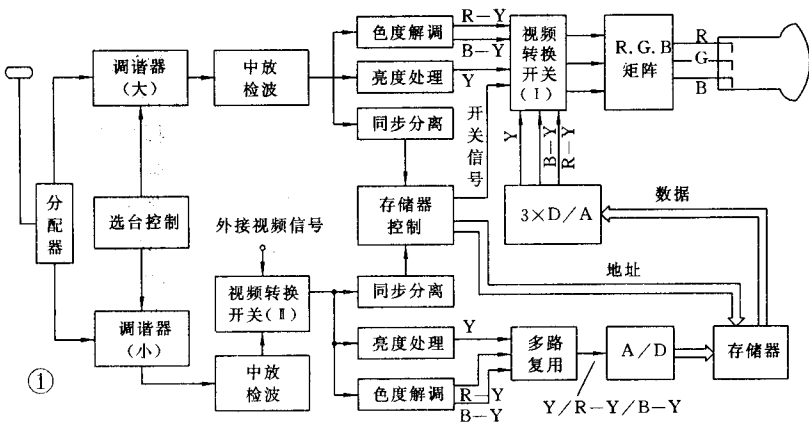 R-Y
色度解调
B-Y
视频
转换
开关
(Ⅰ)
R.G.B
矩阵
R
G
B
调谐器
(大)
中放
检波
亮度处理
Y
同步分离
开关信号
Y
B-Y
R-Y
分配器
选台控制
外接视频信号
存储器
控制
3×D/A
数据
地址
视频转换
开关(Ⅱ)
同步分离
调谐器
(小)
中放
检波
亮度处理
Y
多路
复用
A/D
存储器
色度解调
R-Y
B-Y
Y/R-Y/B-Y
①